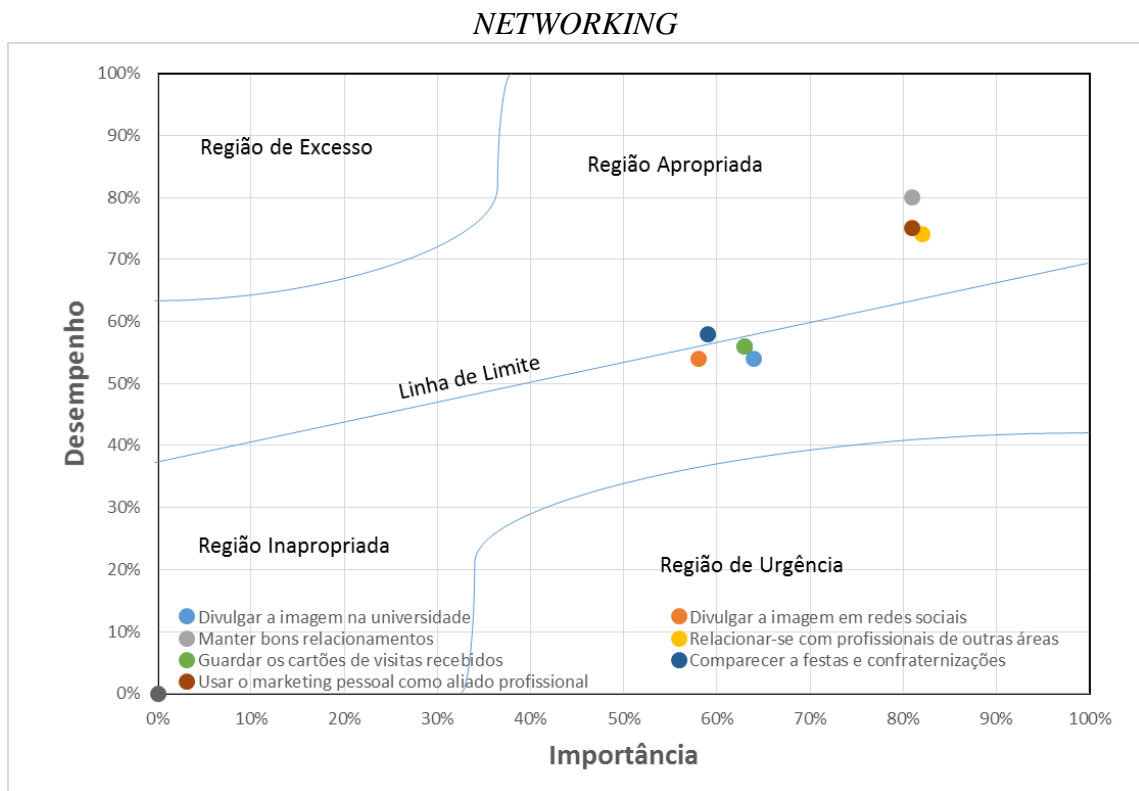 NETWORKING
100%
90%
80%
70%
60%
50%
40%
30%
20%
10%
0%
Desempenho
Região de Excesso
Região Apropriada
Linha de Limite
Região Inapropriada
Região de Urgência
Divulgar a imagem na universidade
Divulgar a imagem em redes sociais
Manter bons relacionamentos
Relacionar-se com profissionais de outras áreas
Guardar os cartões de visitas recebidos
Comparecer a festas e confraternizações
Usar o marketing pessoal como aliado profissional
0% 10% 20% 30% 40% 50% 60% 70% 80% 90% 100%
Importância